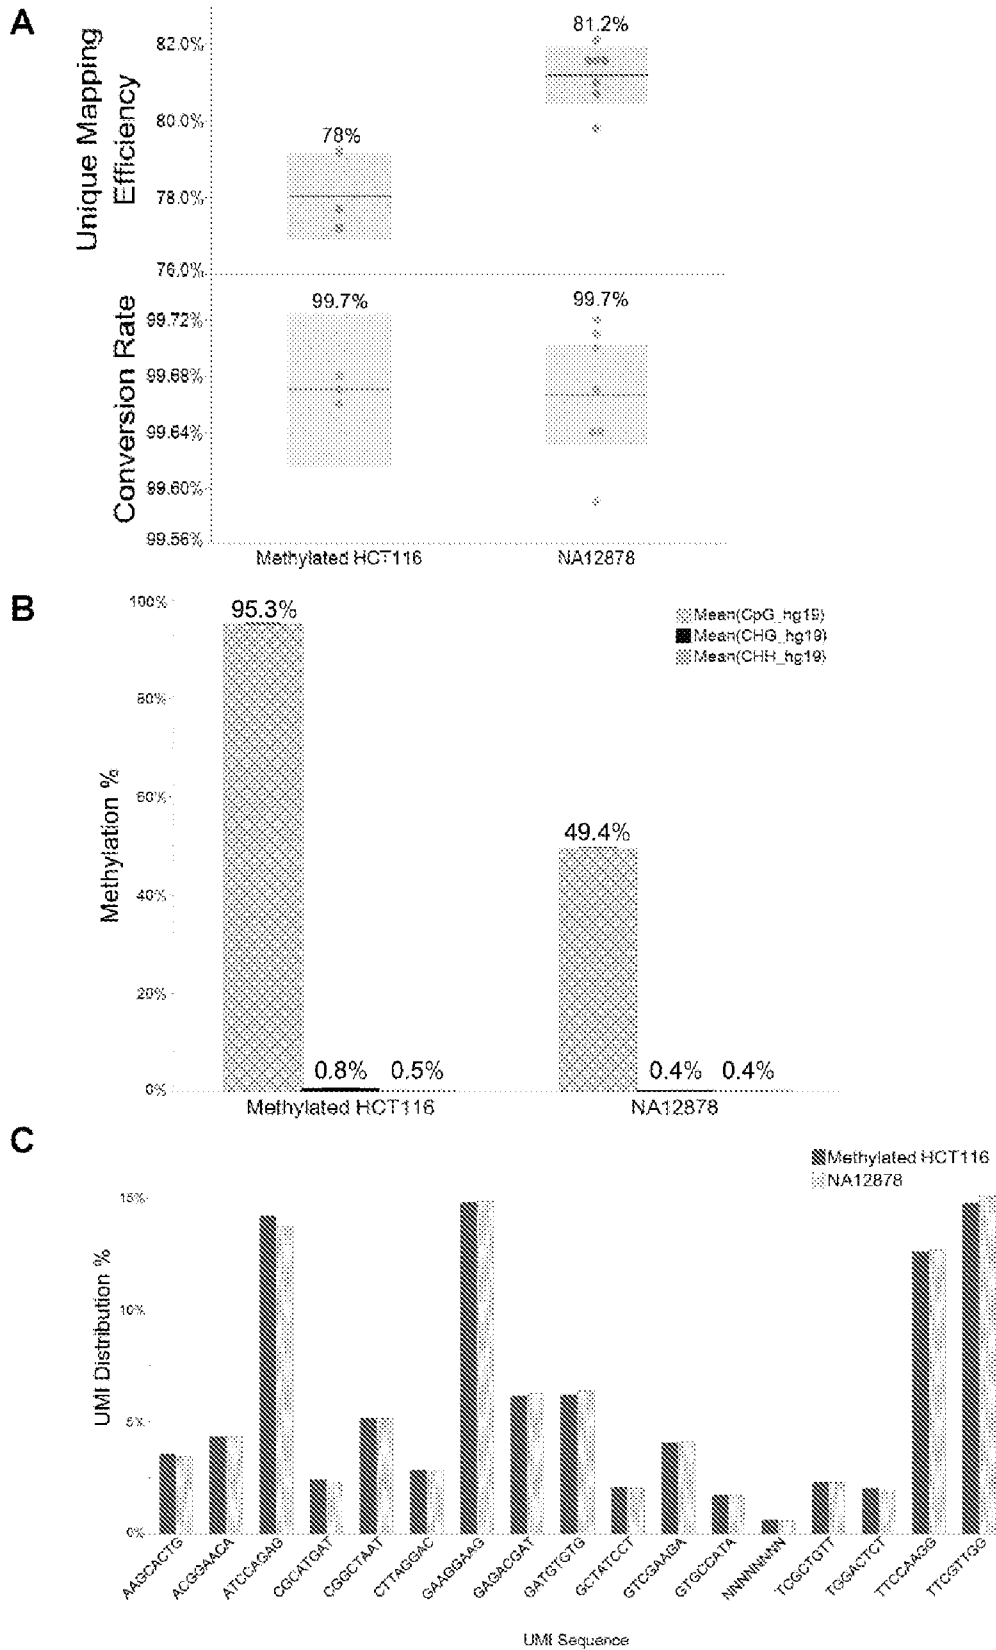 A
Unique Mapping
Efficiency
82.0%
80.0%
78.0%
76.0%
78%
81.2%
Conversion Rate
99.72%
99.68%
99.64%
99.60%
99.56%
99.7%
99.7%
Methylated HCT116
NA12878
B
Methylation %
100%
80%
60%
40%
20%
0%
95.3%
0.8%
0.5%
49.4%
0.4%
0.4%
Mean(CpG_hg19)
Mean(CHG_hg19)
Mean(CHH_hg19)
Methylated HCT116
NA12878
C
Methylated HCT116
NA12878
UMI Distribution %
15%
10%
5%
0%
AAGCACTG
ACGGAACA
ATCCAGAG
CGCATGAT
CGGCTAAT
CTTAGGAC
GAAGGAAG
GAGACGAT
GATGTGTG
GCTATCCT
GTCGAAGA
GTGCCATA
NNNNNNNN
TCGCTGTT
TGGACTCT
TTCCAAGG
TTCGTTGG
UMI Sequence